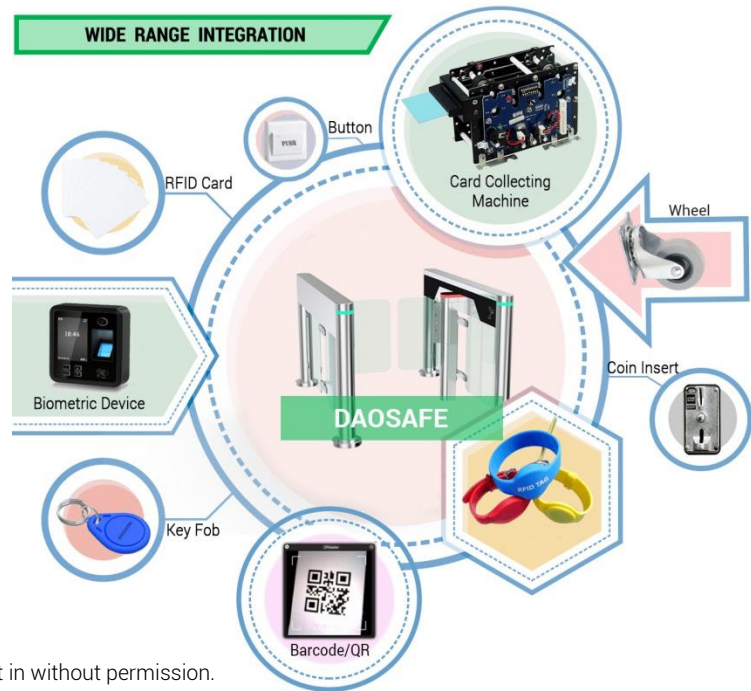 WIDE RANGE INTEGRATION
Button
PUSH
RFID Card
Card Collecting
Machine
Wheel
Biometric Device
Coin Insert
DAOSAFE
RFID TAG
Key Fob
Barcode/QR
t in without permission.